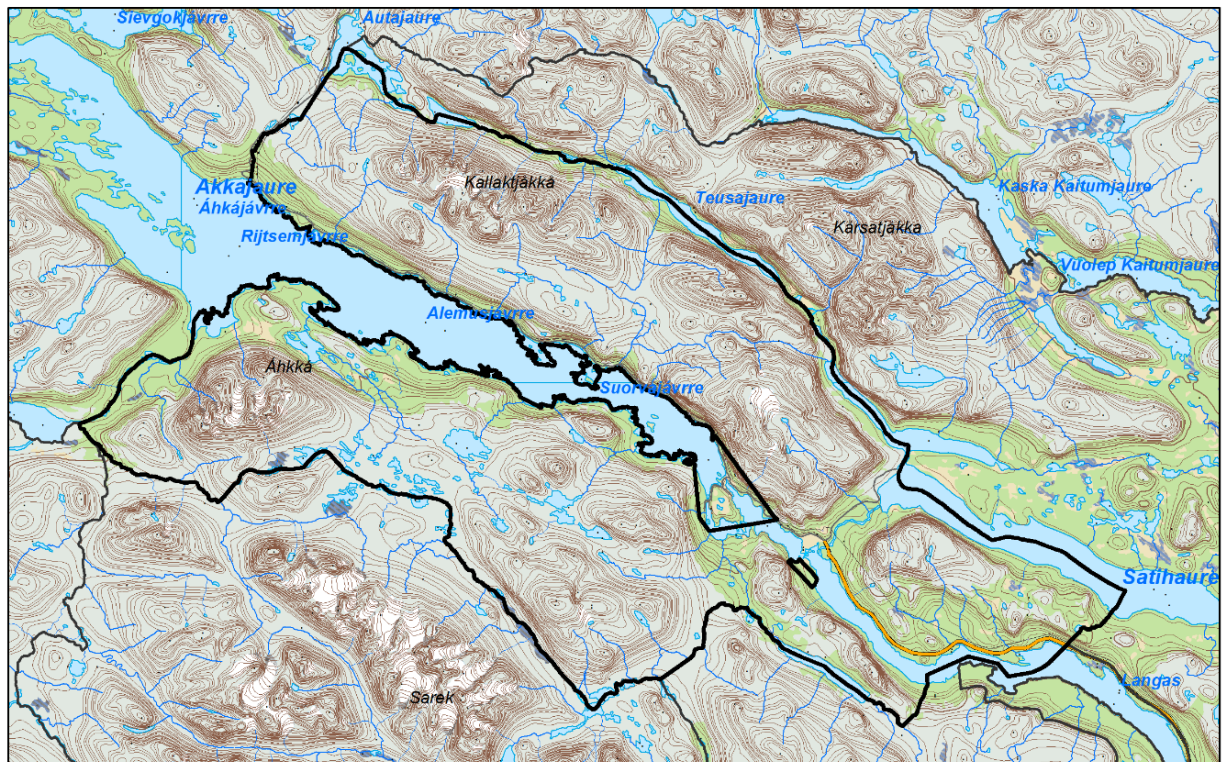 Sievgokjávrre
Autajaure
Akkajaure
Áhkájávrre
Kallaktjåkkå
Teusajaure
Kaska Kaitumjaure
Rijtsemjávrre
Kårsatjåkka
Vuolep Kaitumjaure
Alemusjávrre
Áhkká
Suorvajávrre
Satihaure
Sarek
Langas